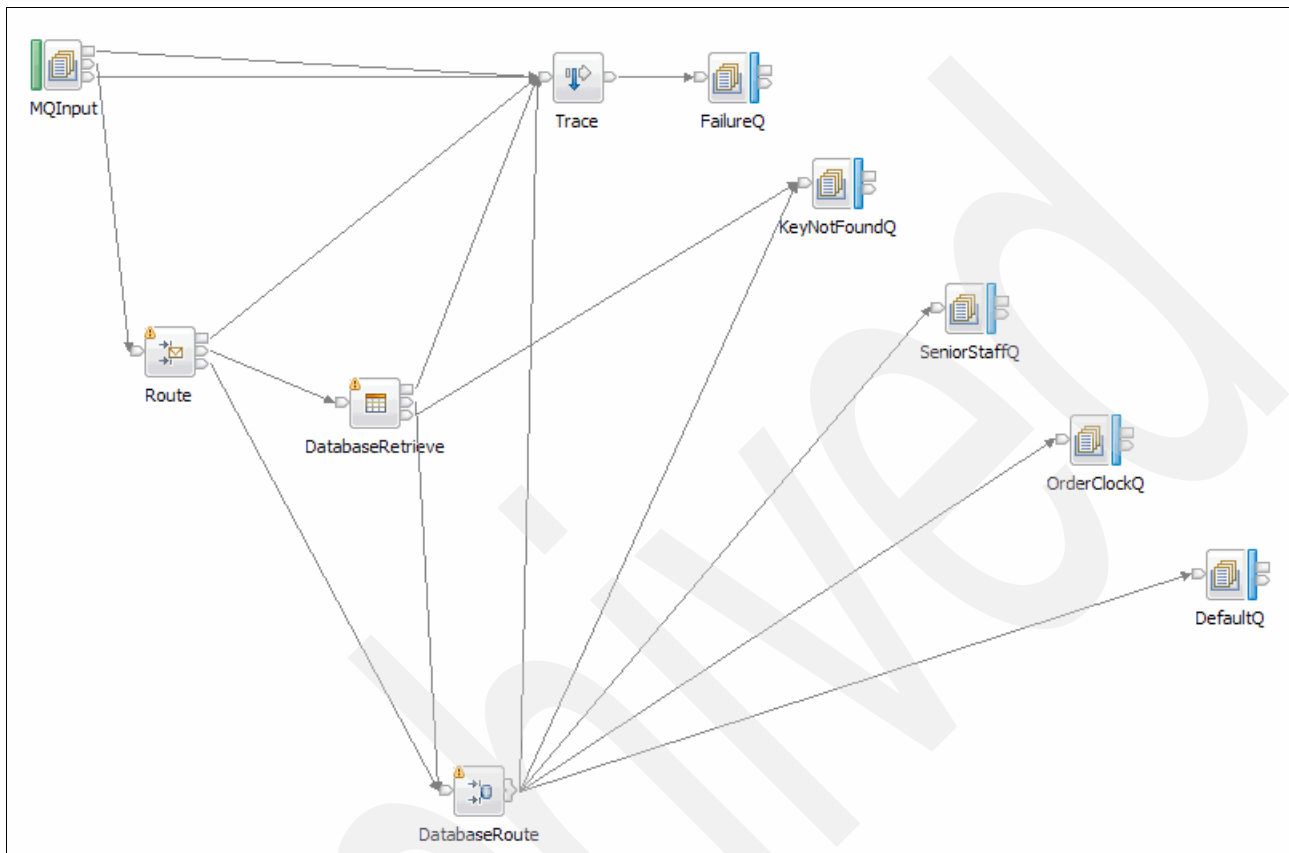 MQInput
Trace
FailureQ
KeyNotFoundQ
SeniorStaffQ
Route
DatabaseRetrieve
OrderClockQ
DefaultQ
DatabaseRoute